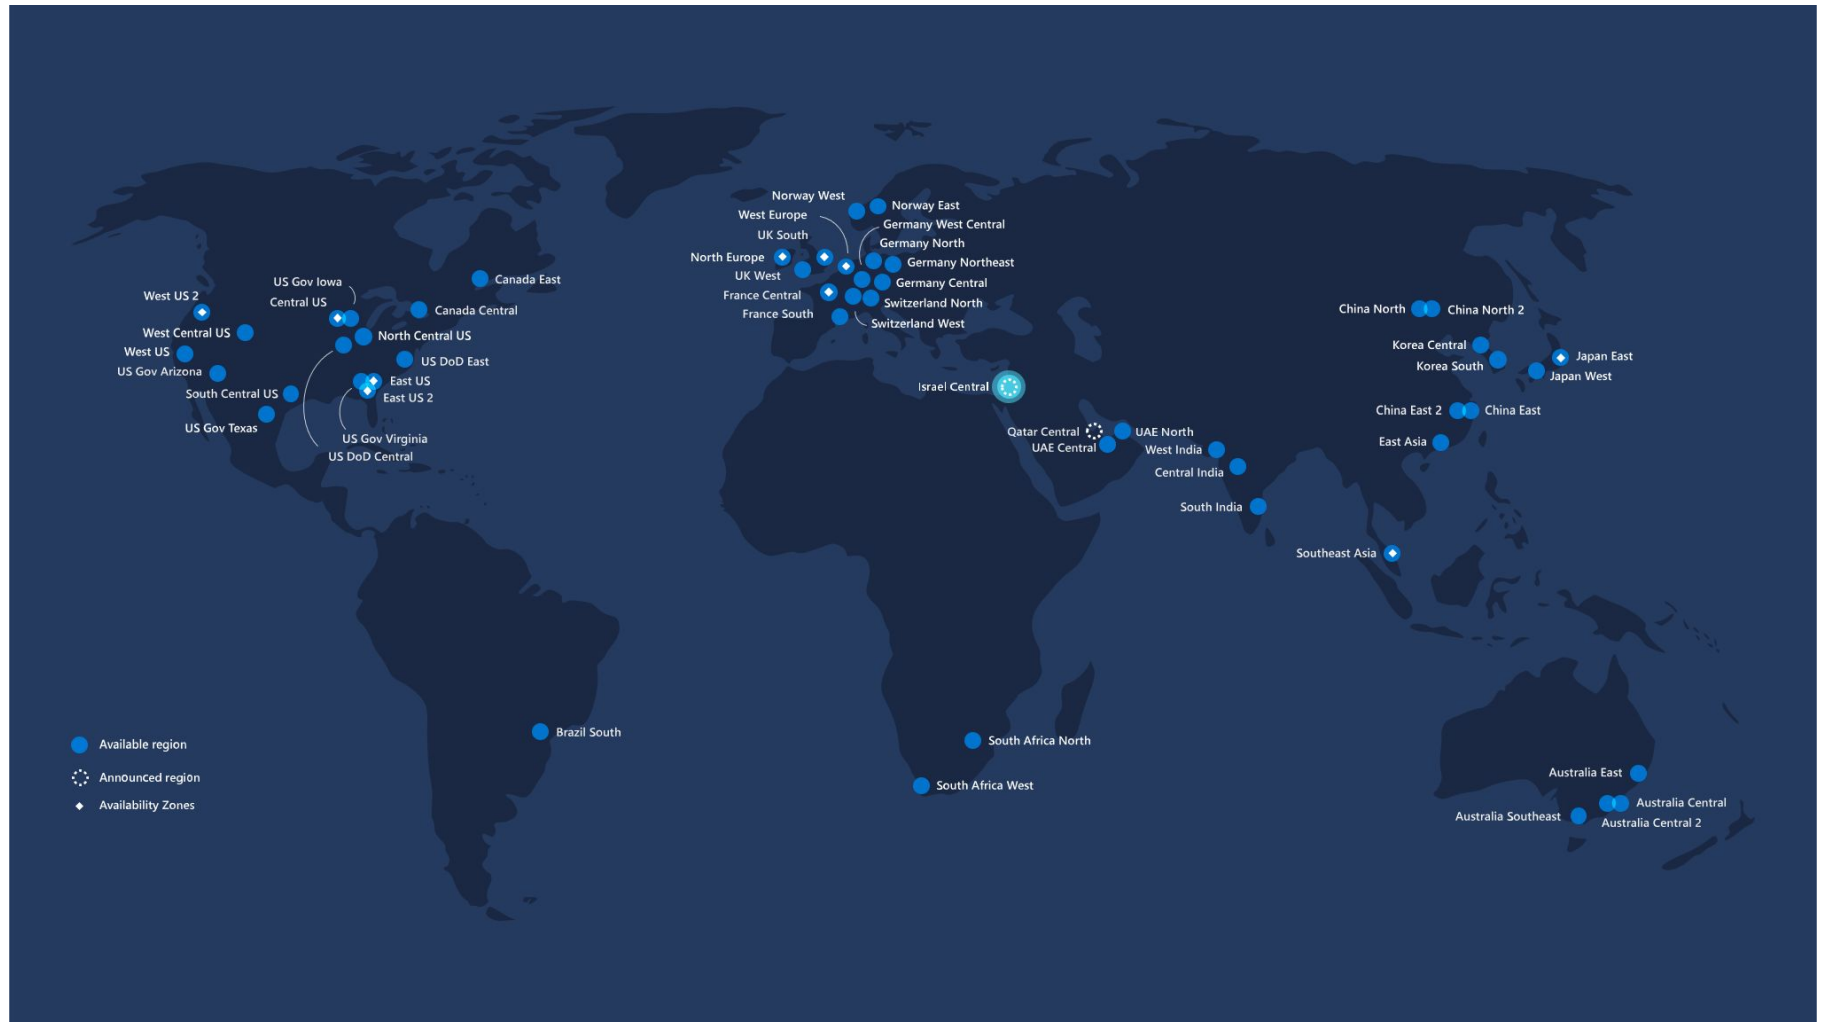 Norway West
Norway East
West Europe
Germany West Central
UK South
Germany North
North Europe
Germany Northeast
UK West
Germany Central
France Central
Switzerland North
France South
Switzerland West
US Gov Iowa
Canada East
West US 2
Central US
Canada Central
West Central US
North Central US
West US
US DoD East
US Gov Arizona
East US
South Central US
East US 2
US Gov Texas
US Gov Virginia
US DoD Central
Israel Central
Qatar Central
UAE North
UAE Central
West India
Central India
South India
China North
China North 2
Korea Central
Korea South
Japan East
Japan West
China East 2
China East
East Asia
Southeast Asia
Brazil South
South Africa North
South Africa West
Australia East
Australia Central
Australia Southeast
Australia Central 2
Available region
Announced region
Availability Zones